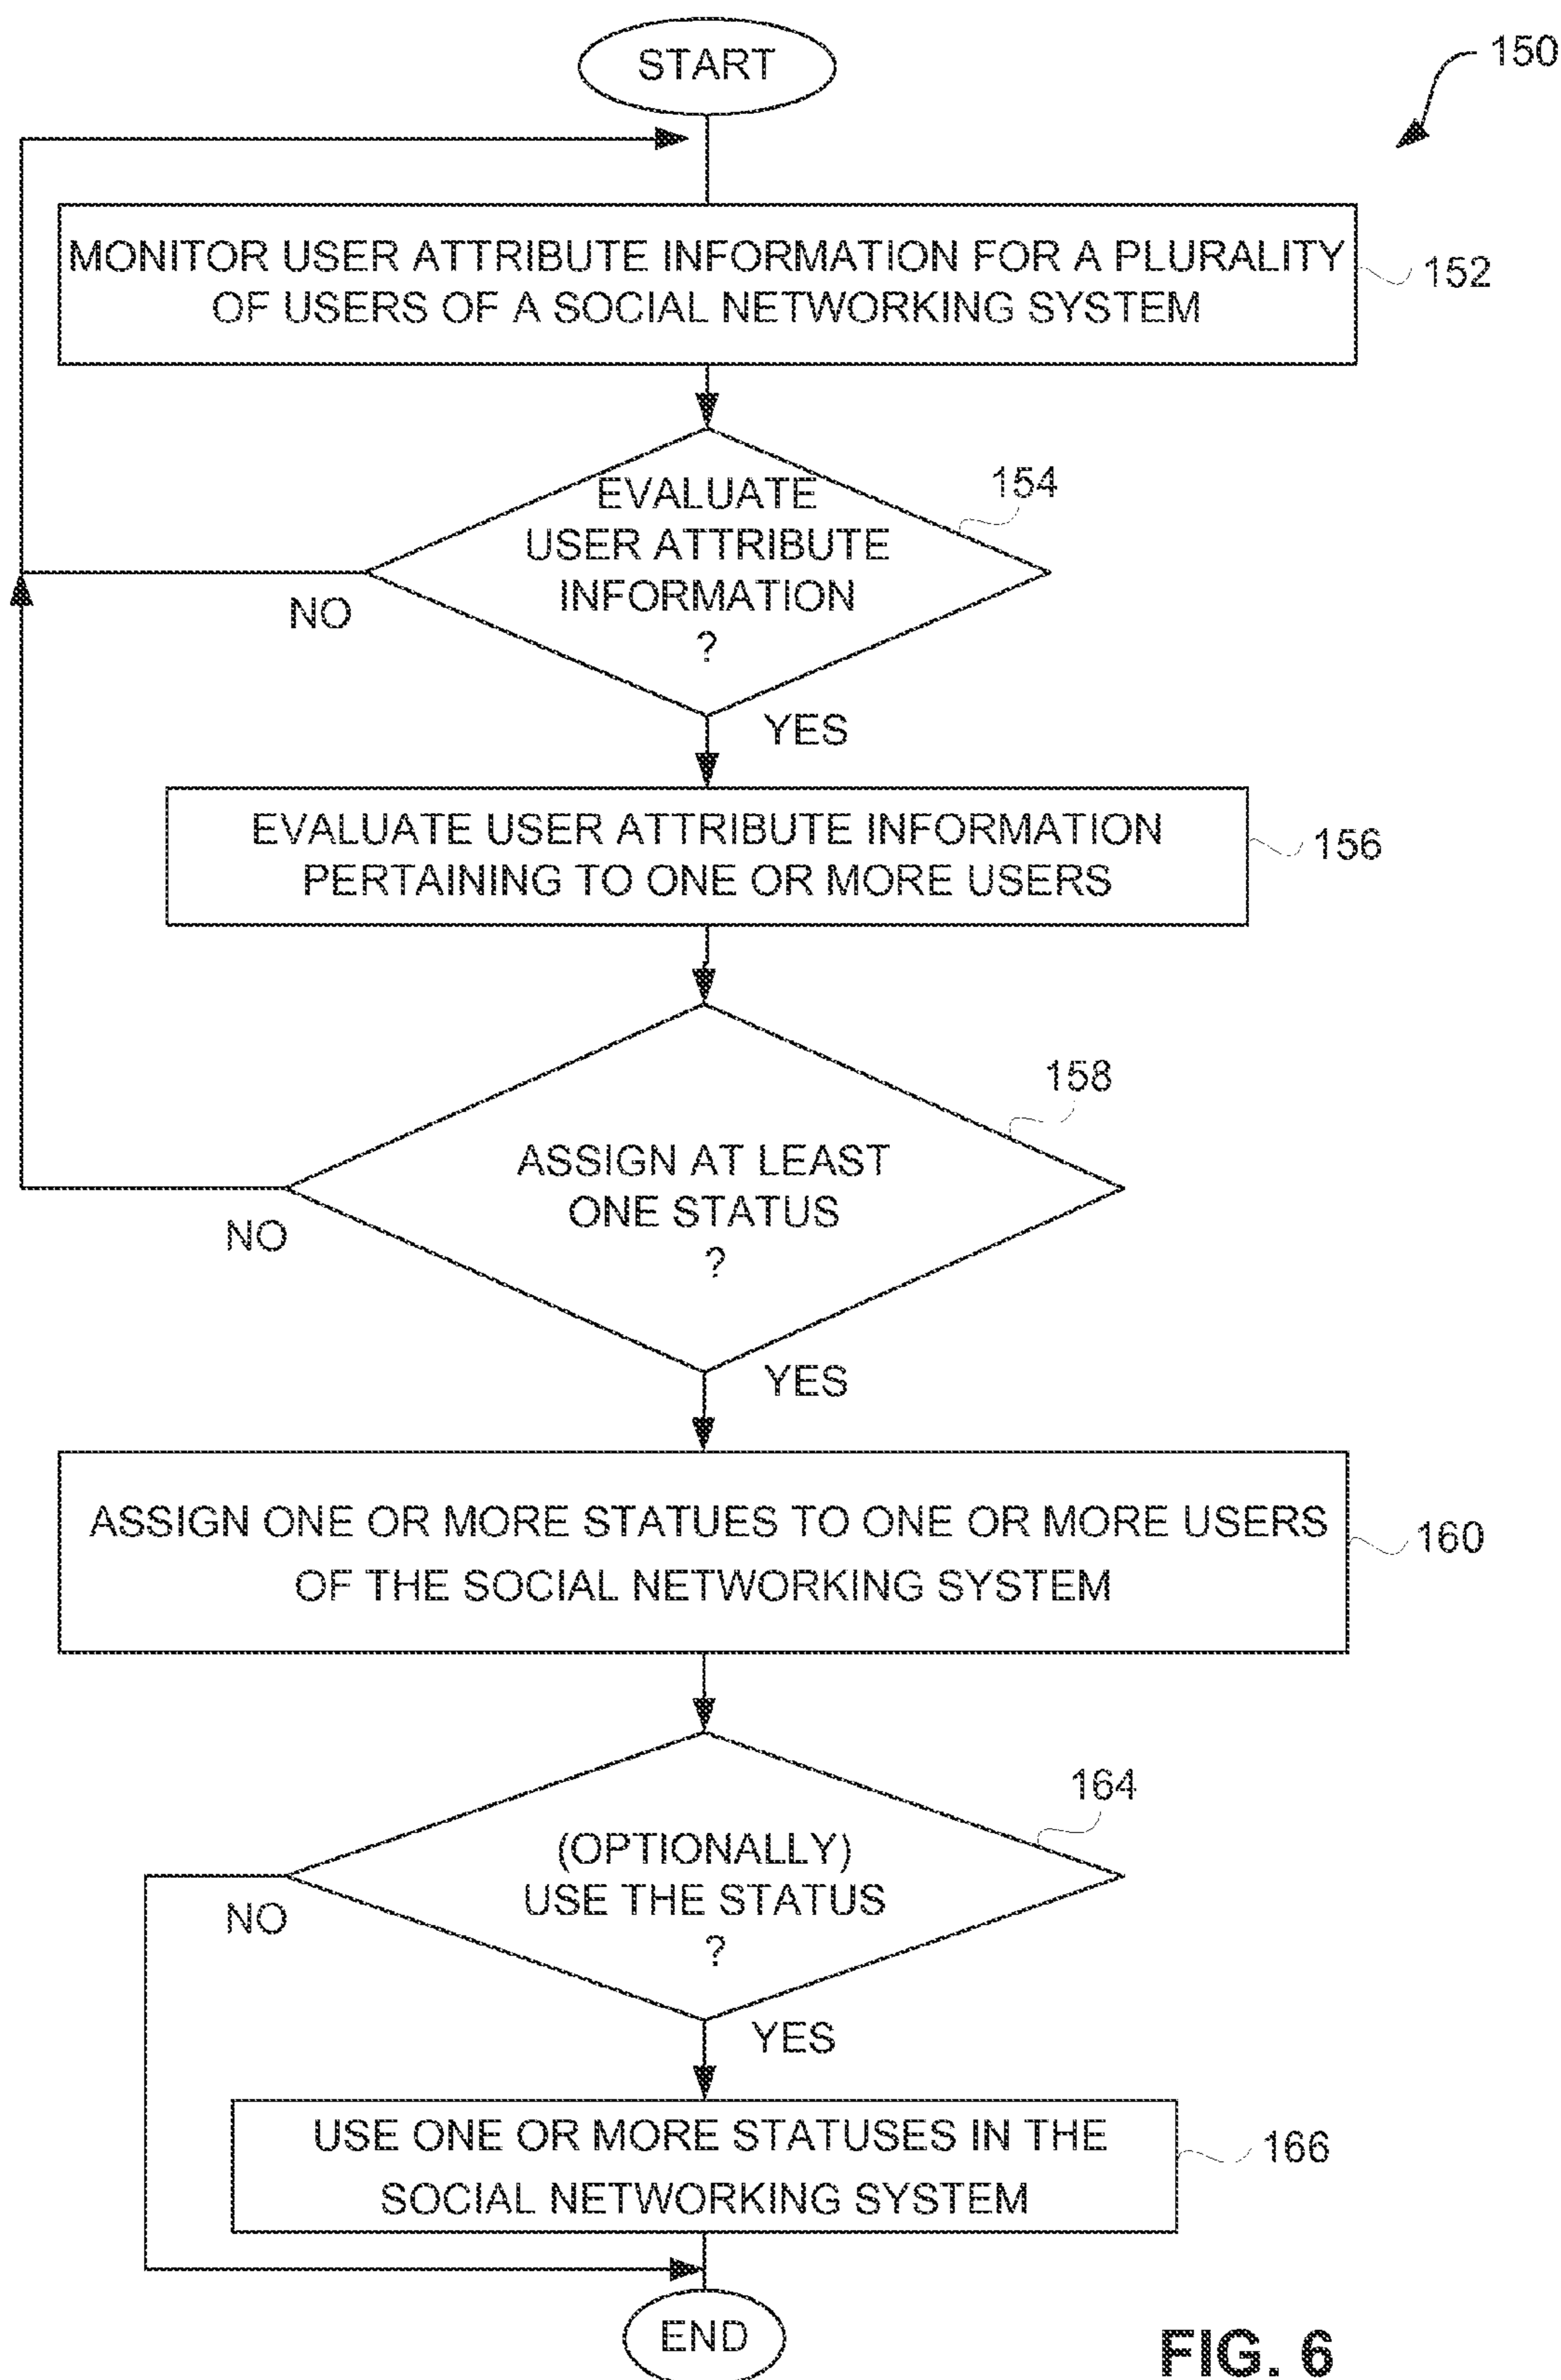 START
150
MONITOR USER ATTRIBUTE INFORMATION FOR A PLURALITY
OF USERS OF A SOCIAL NETWORKING SYSTEM
152
154
EVALUATE
USER ATTRIBUTE
INFORMATION
?
NO
YES
EVALUATE USER ATTRIBUTE INFORMATION
PERTAINING TO ONE OR MORE USERS
156
158
ASSIGN AT LEAST
ONE STATUS
?
NO
YES
ASSIGN ONE OR MORE STATUES TO ONE OR MORE USERS
OF THE SOCIAL NETWORKING SYSTEM
160
164
(OPTIONALLY)
USE THE STATUS
?
NO
YES
USE ONE OR MORE STATUSES IN THE
SOCIAL NETWORKING SYSTEM
166
END
FIG. 6